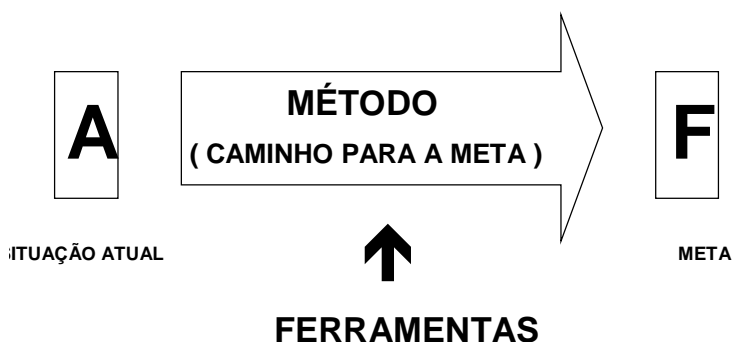 MÉTODO
A
( CAMINHO PARA A META )
F
ITUAÇÃO ATUAL
META
FERRAMENTAS